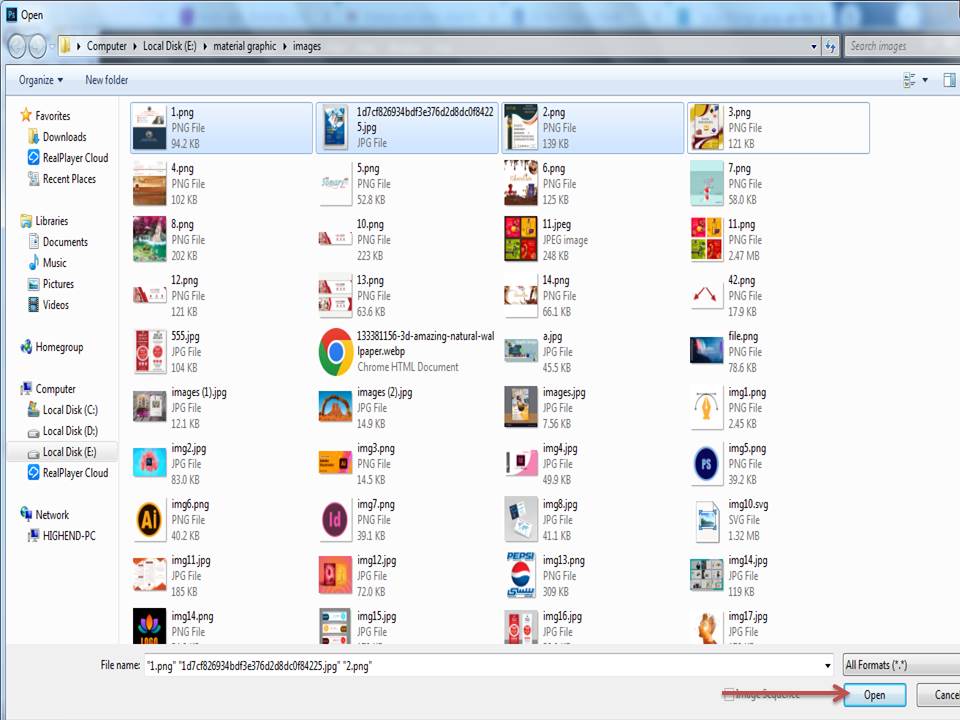 Open
Computer Local Disk (E:) material graphic images
Search images
Organize New folder
Favorites
Downloads
RealPlayer Cloud
Recent Places
Libraries
Documents
Music
Pictures
Videos
Homegroup
Computer
Local Disk (C:)
Local Disk (D:)
Local Disk (E:)
RealPlayer Cloud
Network
HIGHEND-PC
1.png
PNG File
94.2 KB
1d7cf826934bdf3e376d2d8dc0f8422
5.jpg
JPG File
2.png
PNG File
139 KB
3.png
PNG File
121 KB
4.png
PNG File
102 KB
5.png
PNG File
52.8 KB
6.png
PNG File
125 KB
7.png
PNG File
58.0 KB
8.png
PNG File
202 KB
10.png
PNG File
223 KB
11.jpeg
JPEG image
248 KB
11.png
PNG File
2.47 MB
12.png
PNG File
121 KB
13.png
PNG File
63.6 KB
14.png
PNG File
66.1 KB
42.png
PNG File
17.9 KB
555.jpg
JPG File
104 KB
133381156-3d-amazing-natural-wal
lpaper.webp
Chrome HTML Document
a.jpg
JPG File
45.5 KB
file.png
PNG File
78.6 KB
images (1).jpg
JPG File
12.1 KB
images (2).jpg
JPG File
14.9 KB
images.jpg
JPG File
7.56 KB
img1.png
PNG File
2.45 KB
img2.jpg
JPG File
83.0 KB
img3.png
PNG File
14.5 KB
img4.jpg
JPG File
49.9 KB
img5.png
PNG File
39.2 KB
img6.png
PNG File
40.2 KB
img7.png
PNG File
39.1 KB
img8.jpg
JPG File
41.1 KB
img10.svg
SVG File
1.32 MB
img11.jpg
JPG File
185 KB
img12.jpg
JPG File
72.0 KB
img13.png
PNG File
309 KB
img14.jpg
JPG File
119 KB
img14.png
PNG File
img15.jpg
JPG File
img16.jpg
JPG File
img17.jpg
JPG File
File name: "1.png" "1d7cf826934bdf3e376d2d8dc0f84225.jpg" "2.png"
All Formats (*.*)
Image Sequence
Open
Cancel